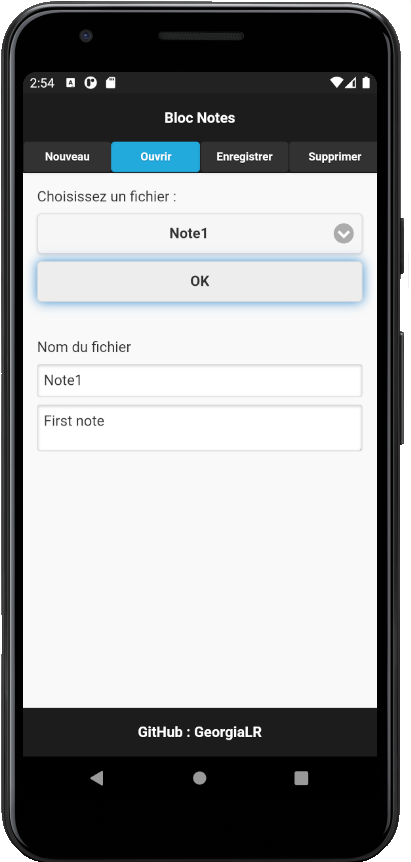 2:54
Bloc Notes
Nouveau Ouvrir Enregistrer Supprimer
Choisissez un fichier :
Note1
OK
Nom du fichier
Note1
First note
GitHub : GeorgiaLR